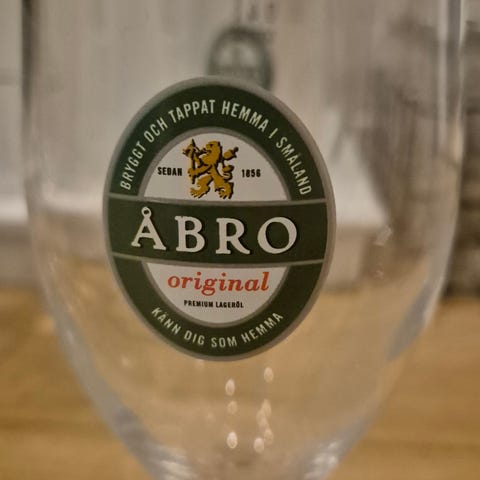 BRYGGT OCH TAPPAT HEMMA I SMÅLAND
SEDAN 1856
ÅBRO
original
PREMIUM LAGERÖL
KÄNN DIG SOM HEMMA